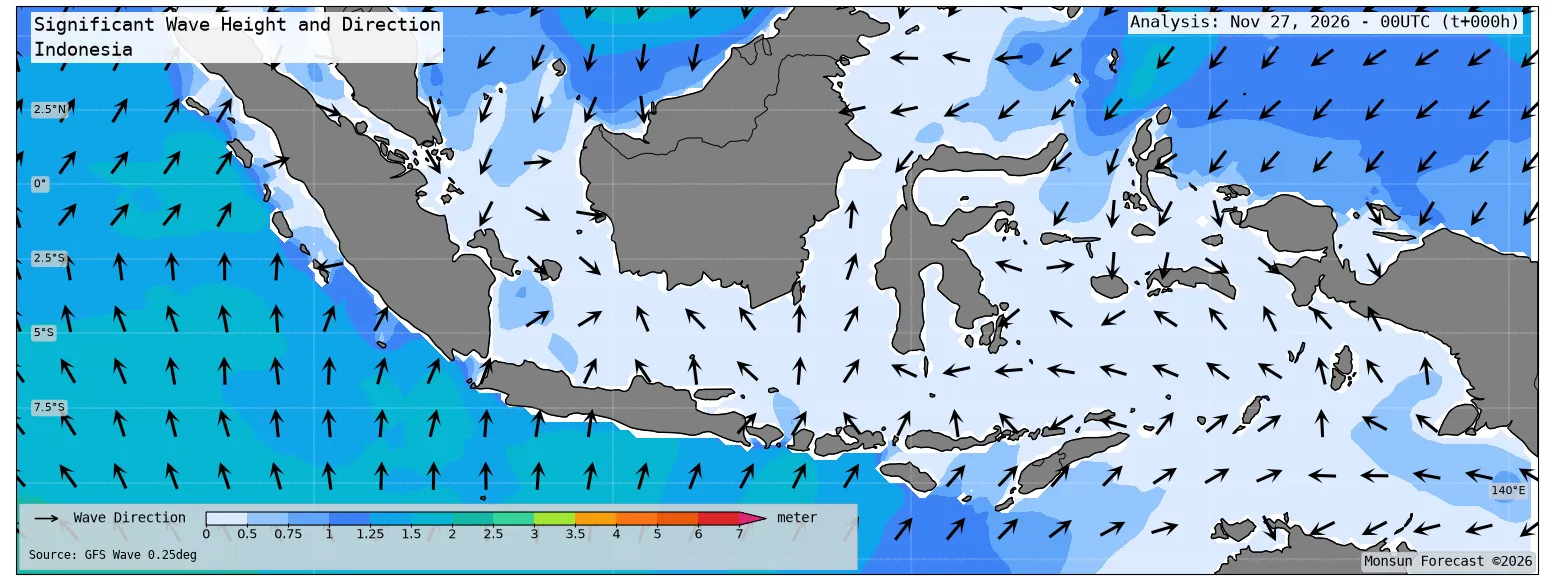 Significant Wave Height and Direction
Indonesia
Analysis: Nov 27, 2026 - 00UTC (t+000h)
2.5°N
0°
2.5°S
5°S
7.5°S
140°E
Wave Direction
meter
0 0.5 0.75 1 1.25 1.5 2 2.5 3 3.5 4 5 6 7
Source: GFS Wave 0.25deg
Monsun Forecast ©2026